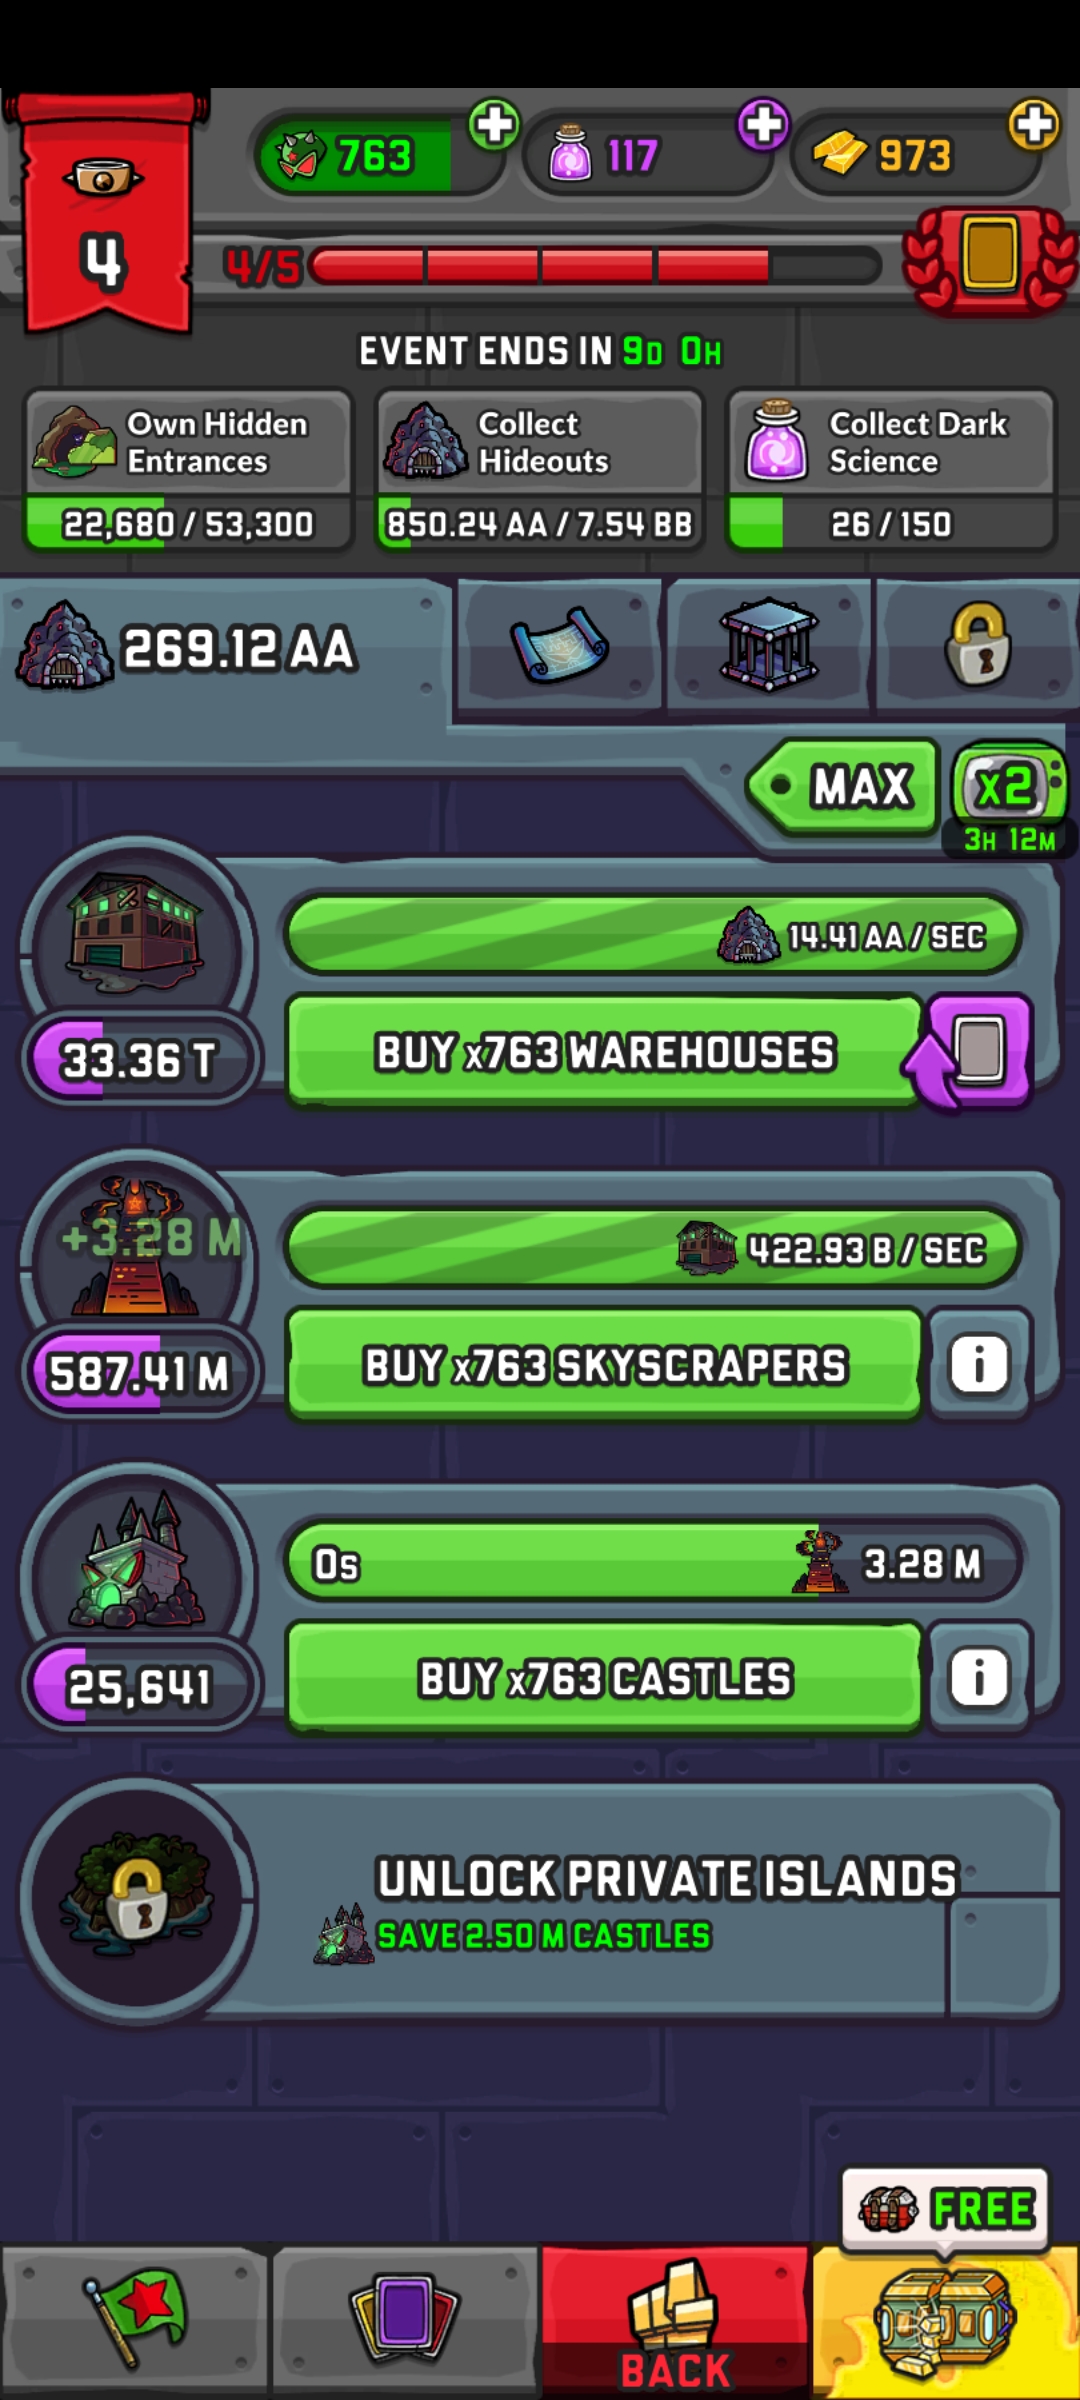 763
117
973
4
4/5
EVENT ENDS IN 9D 0H
Own Hidden
Entrances
22,680 / 53,300
Collect
Hideouts
850.24 AA / 7.54 BB
Collect Dark
Science
26 / 150
269.12 AA
MAX
x2
3H 12M
14.41 AA / SEC
33.36 T
BUY x763 WAREHOUSES
+3.28 M
422.93 B / SEC
587.41 M
BUY x763 SKYSCRAPERS
i
0s
3.28 M
25,641
BUY x763 CASTLES
i
UNLOCK PRIVATE ISLANDS
SAVE 2.50 M CASTLES
FREE
BACK